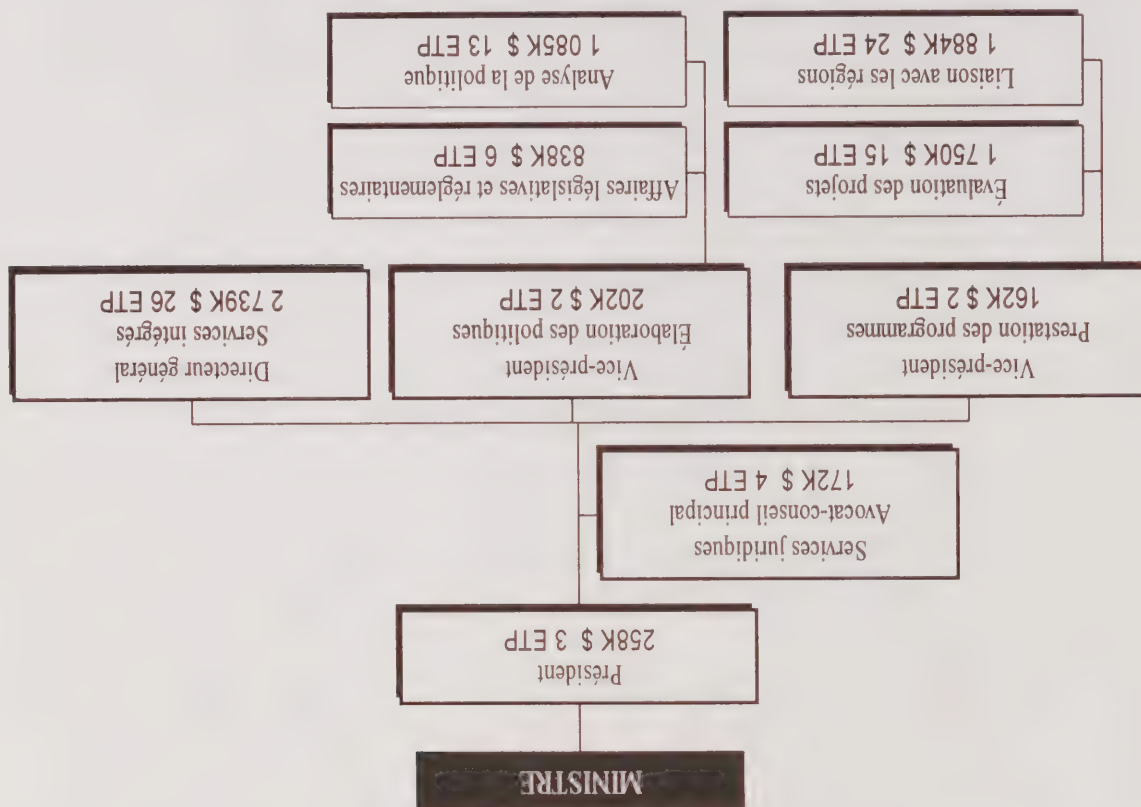 MINISTRE
Président
258K $ 3 ETP
Services juridiques
Avocat-conseil principal
172K $ 4 ETP
Vice-président
Prestation des programmes
162K $ 2 ETP
Vice-président
Élaboration des politiques
202K $ 2 ETP
Directeur général
Services intégrés
2 739K $ 26 ETP
Évaluation des projets
1 750K $ 15 ETP
Liaison avec les régions
1 884K $ 24 ETP
Affaires législatives et réglementaires
838K $ 6 ETP
Analyse de la politique
1 085K $ 13 ETP